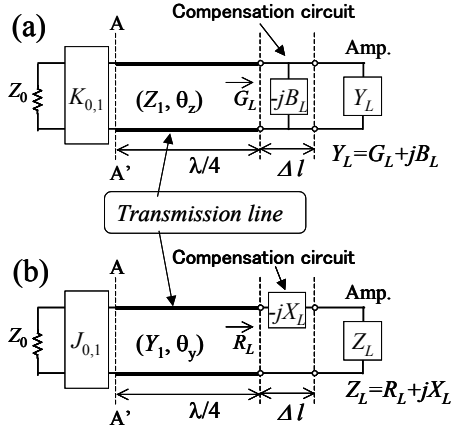 (a)
Compensation circuit
A
Amp.
Z0
K0,1
(Z1, θz)
GL
-jBL
YL
A'
λ/4
Δl
YL=GL+jBL
Transmission line
(b)
Compensation circuit
A
Amp.
Z0
J0,1
(Y1, θy)
RL
-jXL
ZL
A'
λ/4
Δl
ZL=RL+jXL